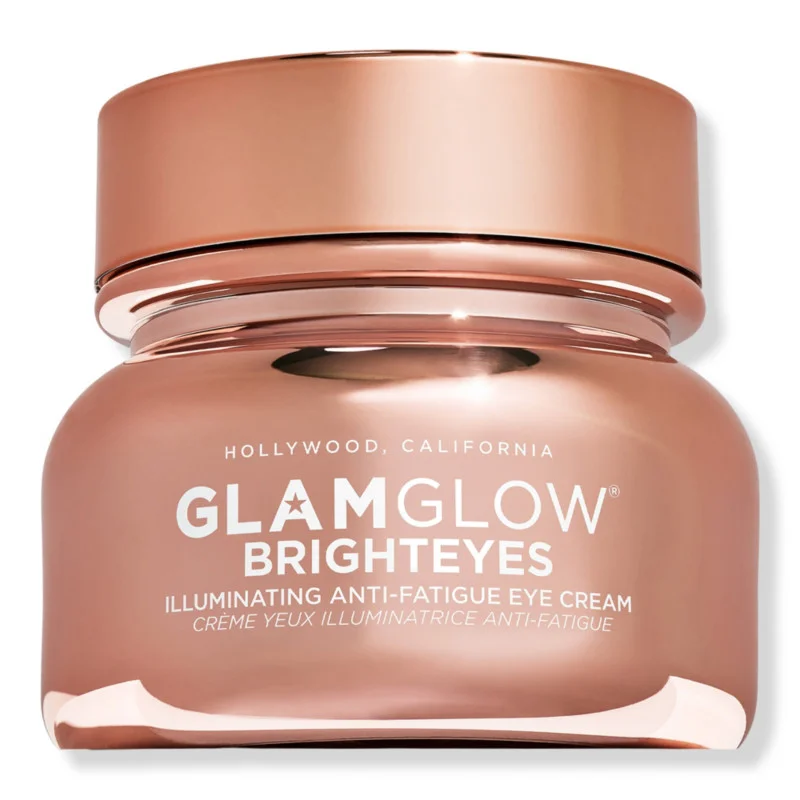 HOLLYWOOD, CALIFORNIA
GLAMGLOW®
BRIGHTEYES
ILLUMINATING ANTI-FATIGUE EYE CREAM
CRÈME YEUX ILLUMINATRICE ANTI-FATIGUE